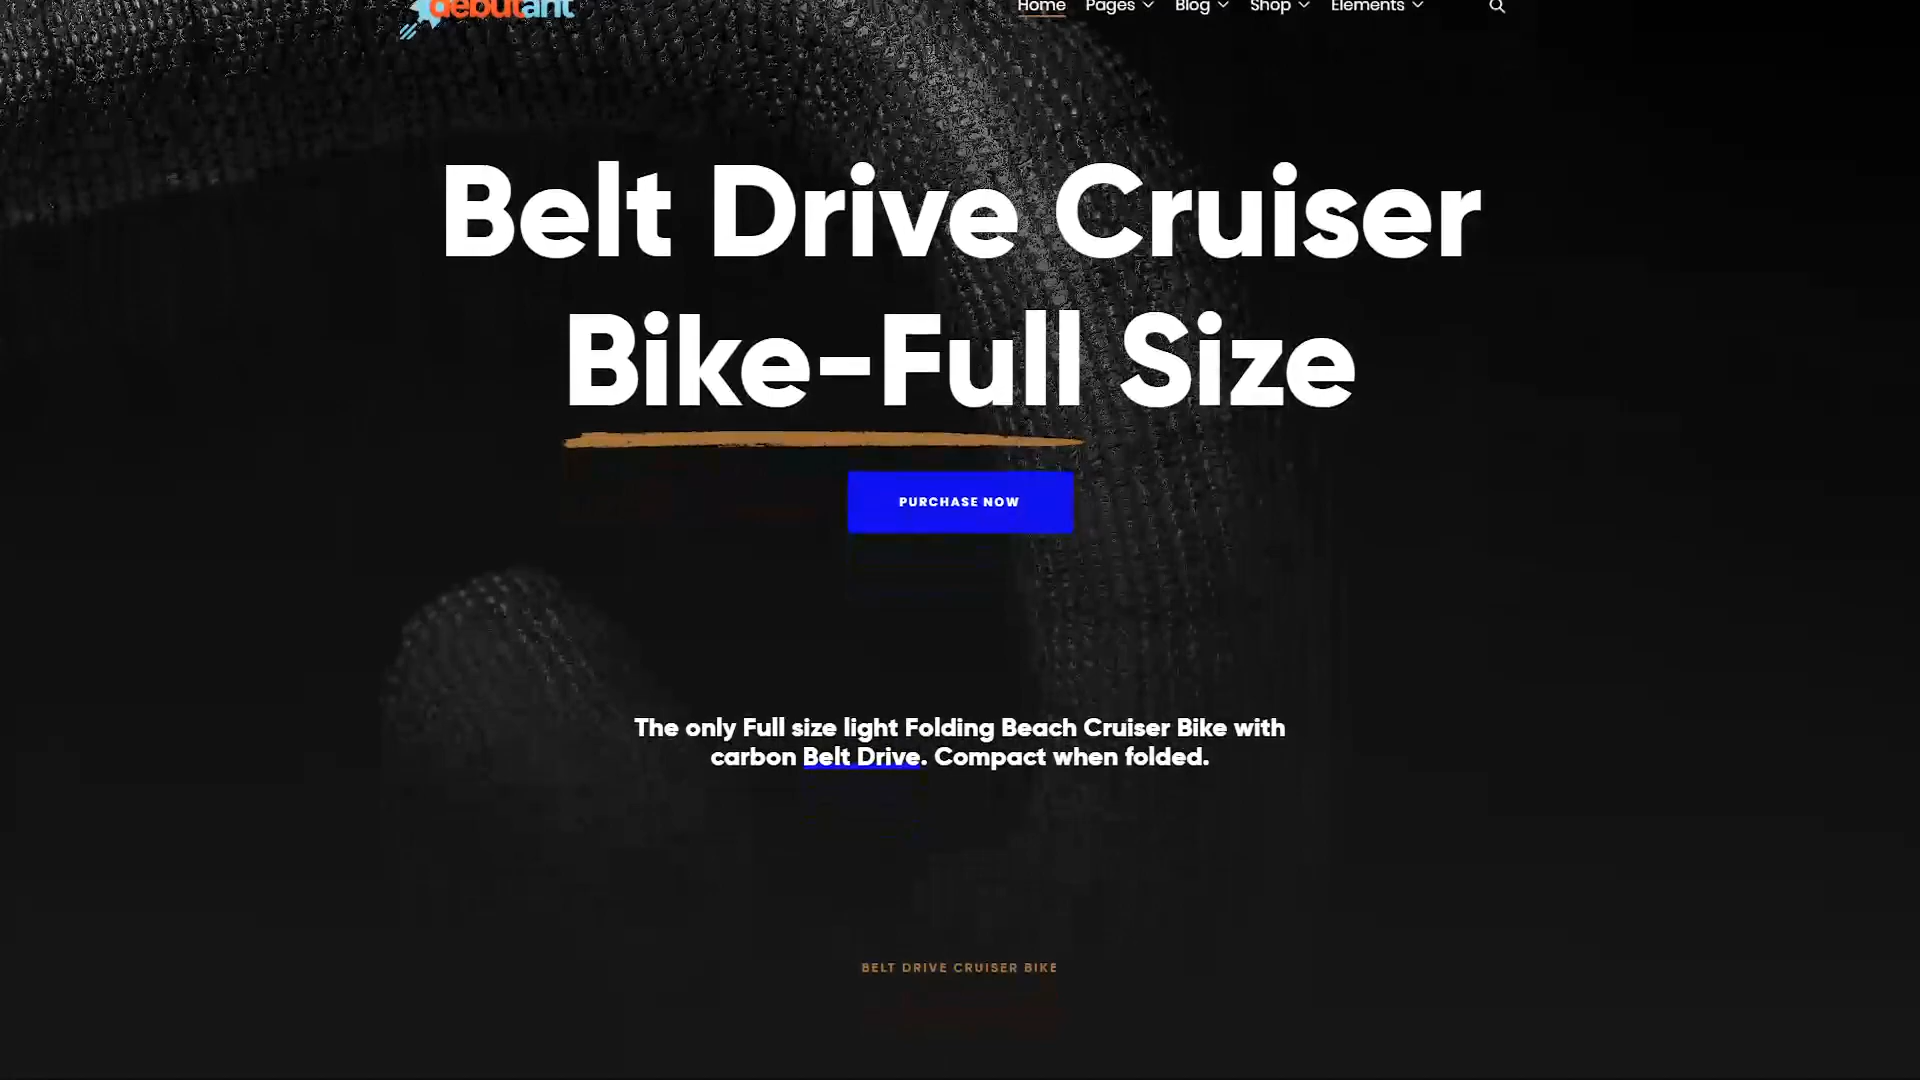 debutant
Home Pages Blog Shop Elements
Belt Drive Cruiser
Bike-Full Size
PURCHASE NOW
The only Full size light Folding Beach Cruiser Bike with
carbon Belt Drive. Compact when folded.
BELT DRIVE CRUISER BIKE